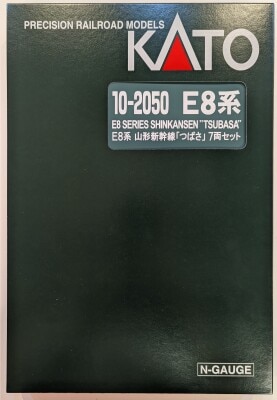 PRECISION RAILROAD MODELS
KATO
10-2050 E8系
E8 SERIES SHINKANSEN "TSUBASA"
E8系 山形新幹線「つばさ」7両セット
N-GAUGE